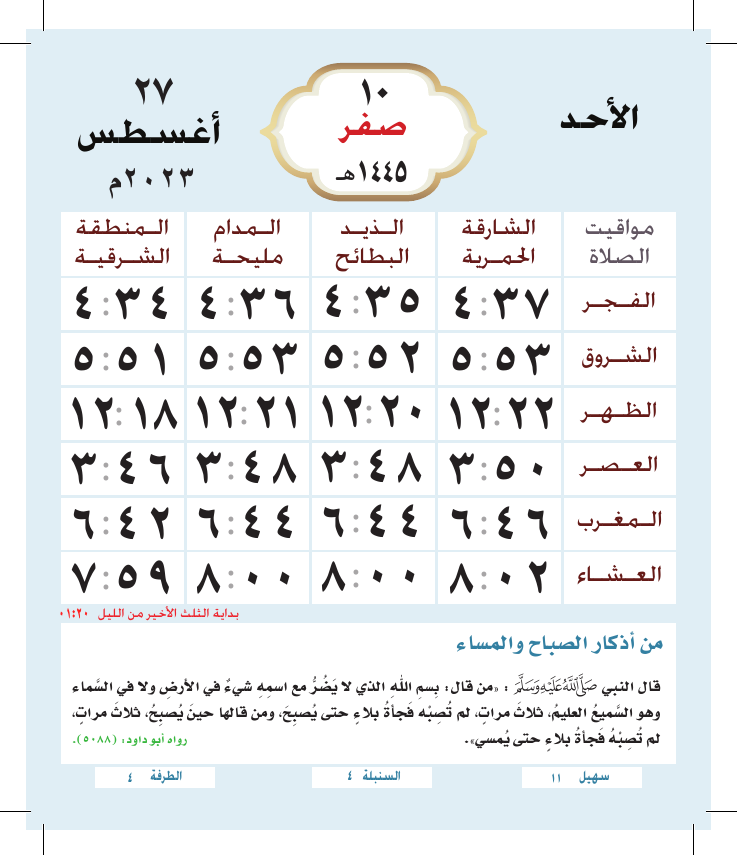 الأحد
١٠
صفر
١٤٤٥هـ
٢٧
أغسطس
٢٠٢٣م
مواقيت الصلاة | الشارقة الحمرية | الذيد البطائح | المدام مليحة | المنطقة الشرقية
الفجر ٤:٣٧ ٤:٣٥ ٤:٣٦ ٤:٣٤
الشروق ٥:٥٣ ٥:٥٢ ٥:٥٣ ٥:٥١
الظهر ١٢:٢٢ ١٢:٢٠ ١٢:٢١ ١٢:١٨
العصر ٣:٥٠ ٣:٤٨ ٣:٤٨ ٣:٤٦
المغرب ٦:٤٦ ٦:٤٤ ٦:٤٤ ٦:٤٢
العشاء ٨:٠٢ ٨:٠٠ ٨:٠٠ ٧:٥٩
بداية الثلث الأخير من الليل ٠١:٢٠
من أذكار الصباح والمساء
قال النبي صَلَّى اللَّهُ عَلَيْهِ وَسَلَّمَ : «من قال: بِسمِ اللهِ الذي لا يَضُرُّ مع اسمِهِ شيءٌ في الأرضِ ولا في السَّماءِ
وهو السَّميعُ العليمُ، ثلاثَ مراتٍ، لم تُصِبْه فَجأةُ بلاءٍ حتى يُصبِحَ، ومن قالها حينَ يُصبِحُ، ثلاثَ مراتٍ،
لم تُصِبْهُ فَجأةُ بلاءٍ حتى يُمسي».
رواه أبو داود: (٥٠٨٨).
سهيل ١١
السنبلة ٤
الطرفة ٤